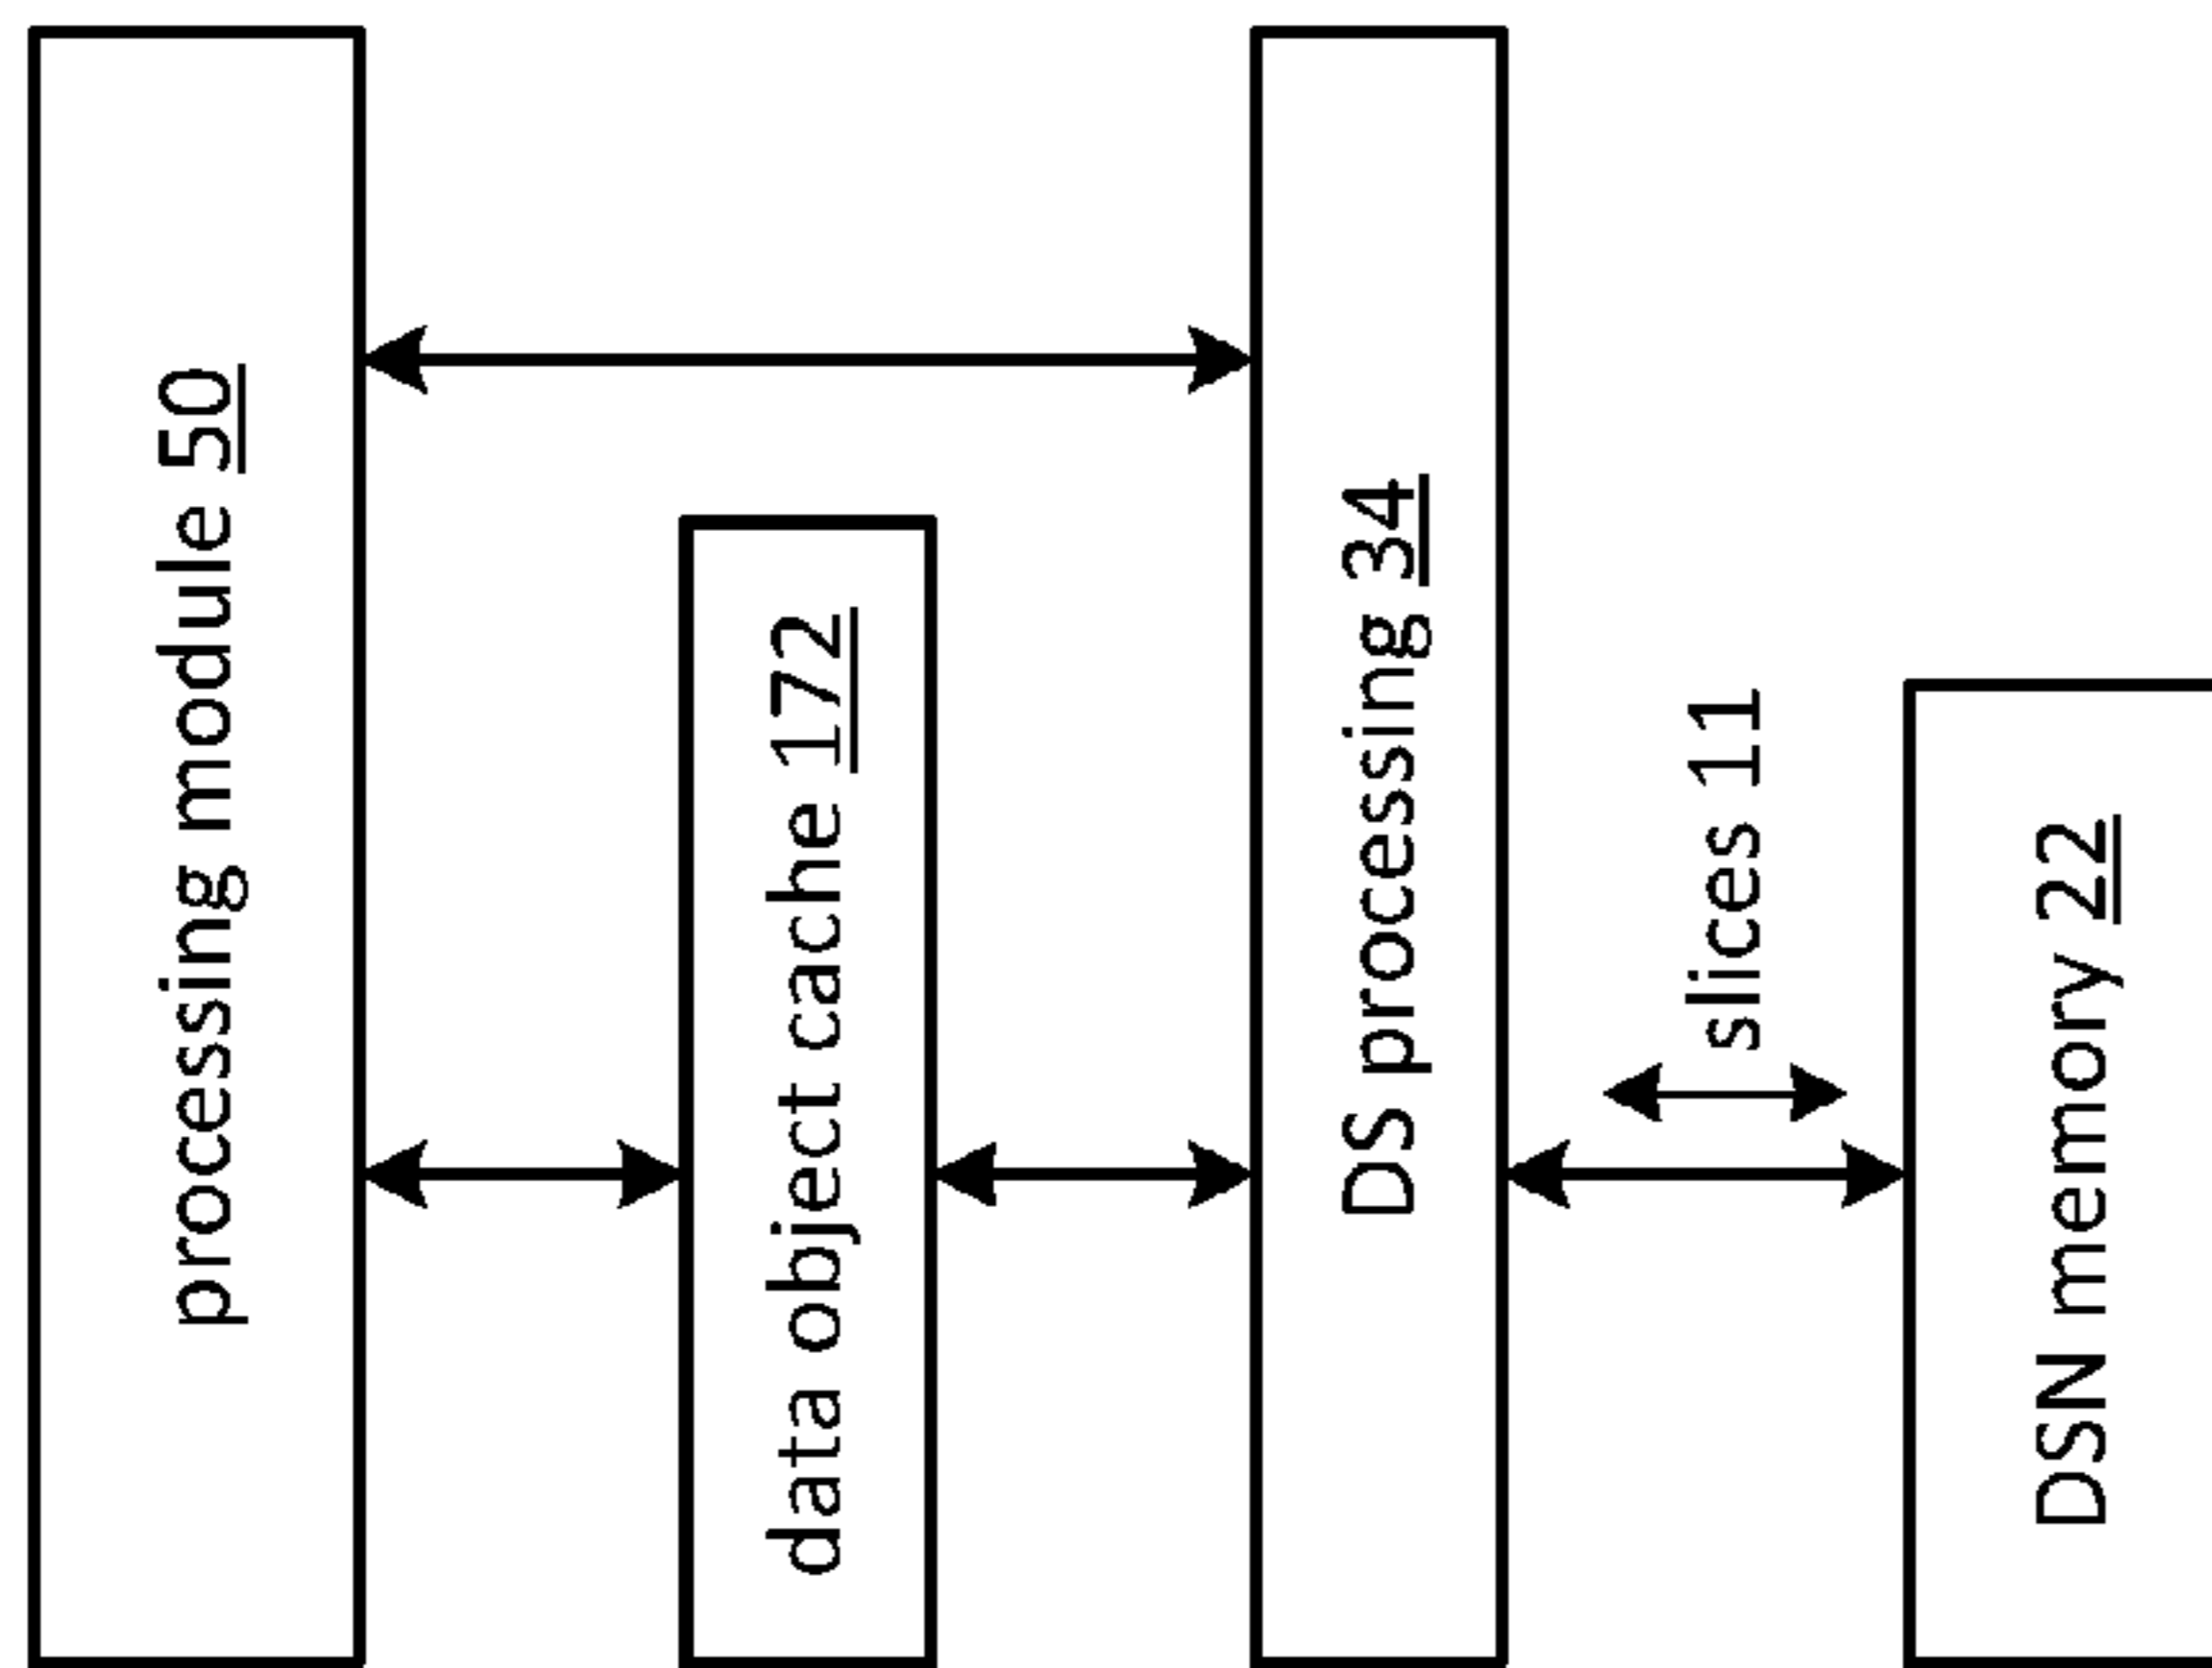 processing module 50
data object cache 172
DS processing 34
slices 11
DSN memory 22